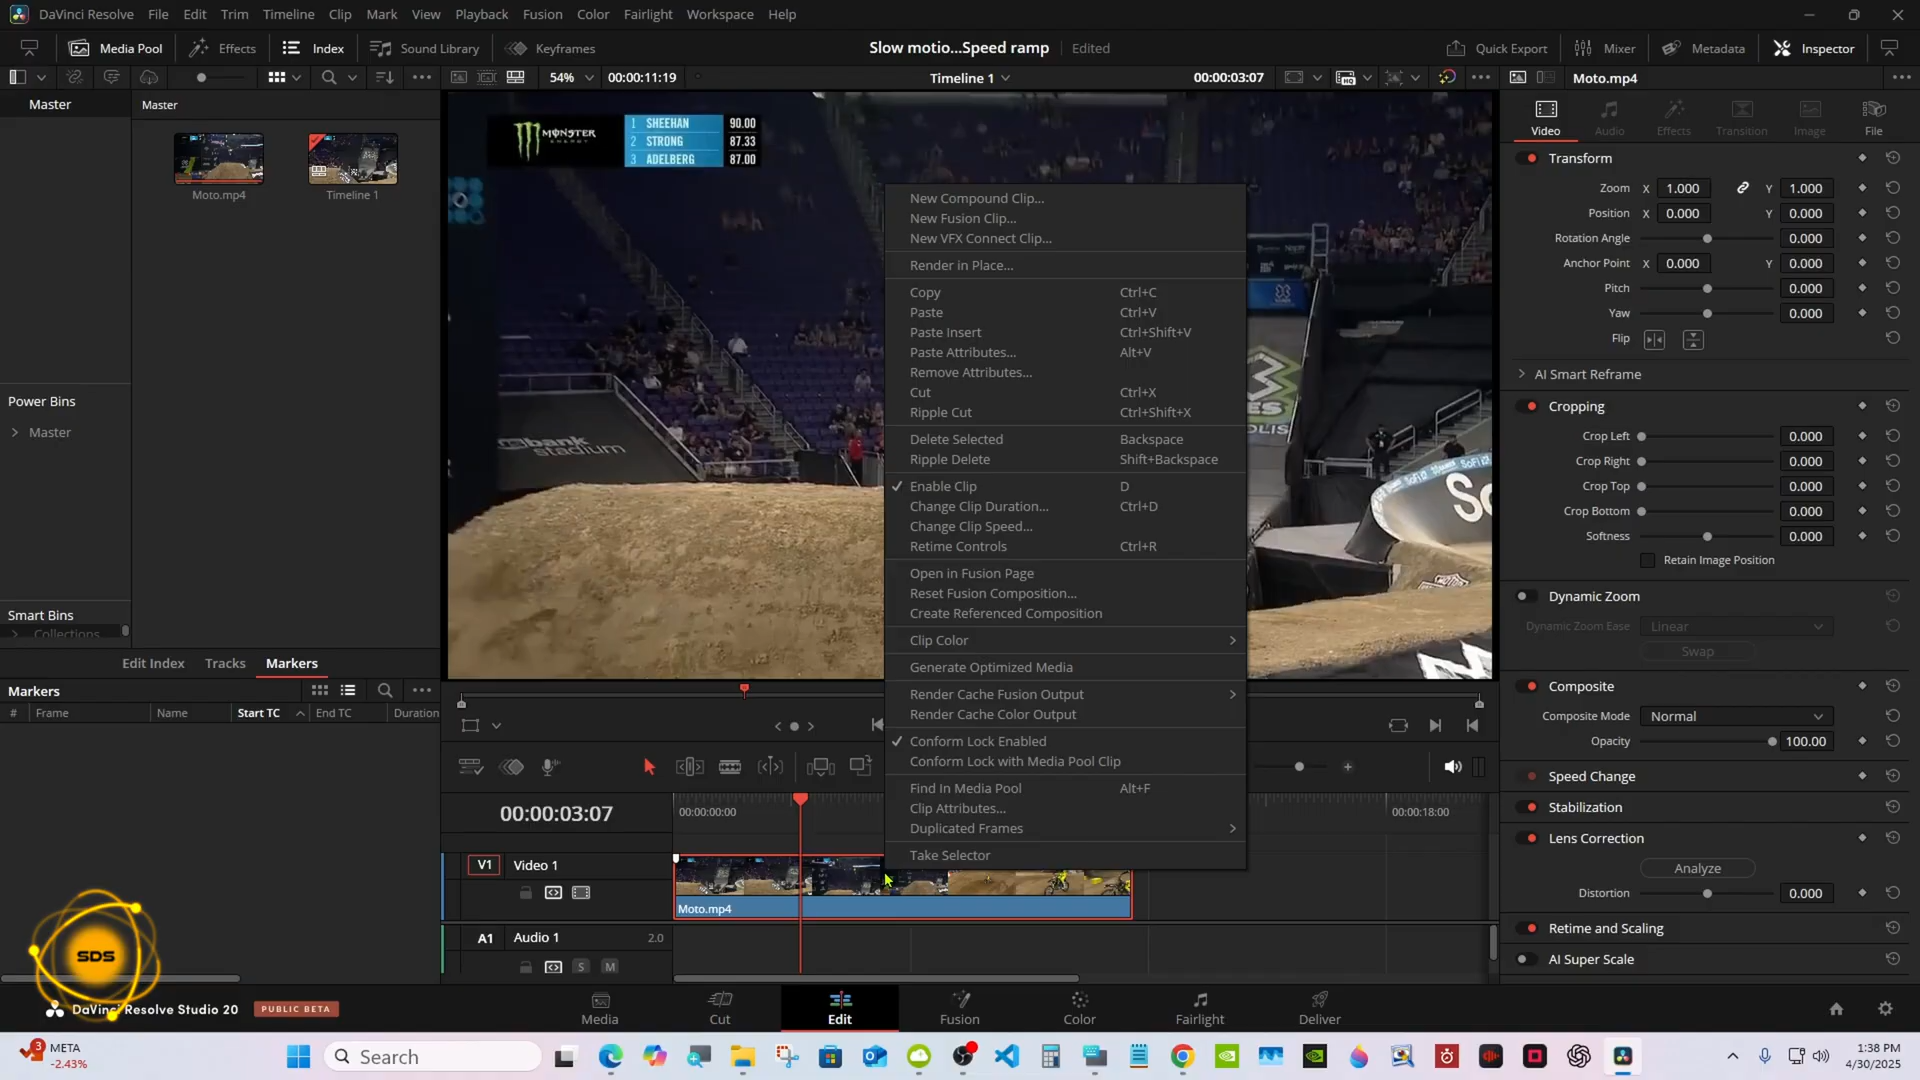 DaVinci Resolve File Edit Trim Timeline Clip Mark View Playback Fusion Color Fairlight Workspace Help
Media Pool Effects Index Sound Library Keyframes
Slow motio...Speed ramp Edited
Quick Export Mixer Metadata Inspector
54% 00:00:11:19 Timeline 1 00:00:03:07 Moto.mp4
Master
Master
Moto.mp4
Timeline 1
Power Bins
Master
Smart Bins
Collections
MONSTER
ENERGY
1 SHEEHAN 90.00
2 STRONG 87.33
3 ADELBERG 87.00
bank
stadium
SoFi
New Compound Clip...
New Fusion Clip...
New VFX Connect Clip...
Render in Place...
Copy Ctrl+C
Paste Ctrl+V
Paste Insert Ctrl+Shift+V
Paste Attributes... Alt+V
Remove Attributes...
Cut Ctrl+X
Ripple Cut Ctrl+Shift+X
Delete Selected Backspace
Ripple Delete Shift+Backspace
Enable Clip D
Change Clip Duration... Ctrl+D
Change Clip Speed...
Retime Controls Ctrl+R
Open in Fusion Page
Reset Fusion Composition...
Create Referenced Composition
Clip Color
Generate Optimized Media
Render Cache Fusion Output
Render Cache Color Output
Conform Lock Enabled
Conform Lock with Media Pool Clip
Find In Media Pool Alt+F
Clip Attributes...
Duplicated Frames
Take Selector
Video Audio Effects Transition Image File
Transform
Zoom X 1.000 Y 1.000
Position X 0.000 Y 0.000
Rotation Angle 0.000
Anchor Point X 0.000 Y 0.000
Pitch 0.000
Yaw 0.000
Flip
AI Smart Reframe
Cropping
Crop Left 0.000
Crop Right 0.000
Crop Top 0.000
Crop Bottom 0.000
Softness 0.000
Retain Image Position
Dynamic Zoom
Dynamic Zoom Ease Linear
Swap
Composite
Composite Mode Normal
Opacity 100.00
Speed Change
Stabilization
Lens Correction
Analyze
Distortion 0.000
Retime and Scaling
AI Super Scale
Edit Index Tracks Markers
Markers
# Frame Name Start TC End TC Duration
00:00:03:07
00:00:00:00 00:00:18:00
V1 Video 1
Moto.mp4
A1 Audio 1 2.0
S M
SDS
DaVinci Resolve Studio 20 PUBLIC BETA
Media Cut Edit Fusion Color Fairlight Deliver
3 META
-2.43%
Search
1:38 PM
4/30/2025